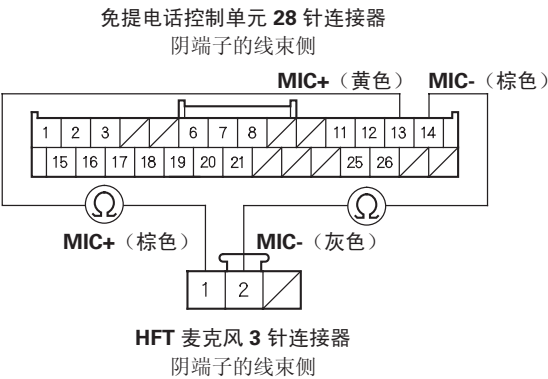 免提电话控制单元 28 针连接器
阴端子的线束侧
MIC+（黄色） MIC-（棕色）
1 2 3 6 7 8 11 12 13 14
15 16 17 18 19 20 21 25 26
Ω Ω
MIC+（棕色） MIC-（灰色）
1 2
HFT 麦克风 3 针连接器
阴端子的线束侧